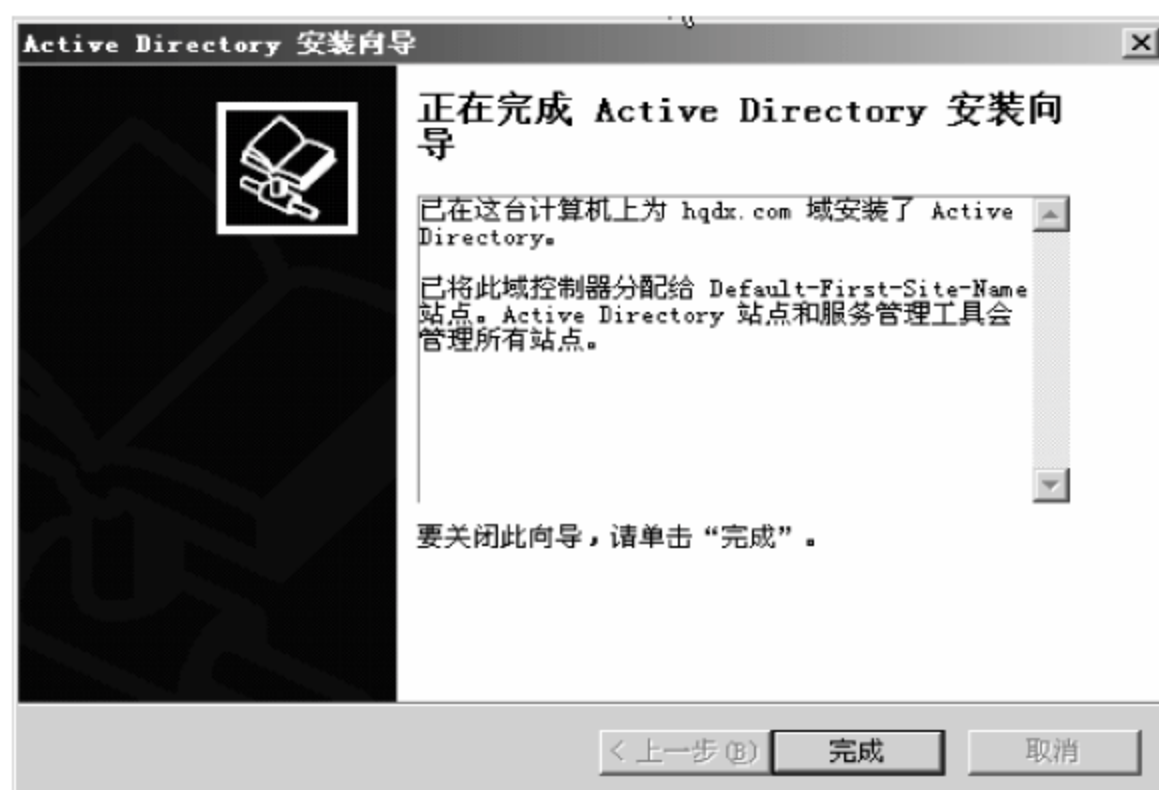 Active Directory 安装向导
正在完成 Active Directory 安装向
导
已在这台计算机上为 hqdx.com 域安装了 Active
Directory。
已将此域控制器分配给 Default-First-Site-Name
站点。Active Directory 站点和服务管理工具会
管理所有站点。
要关闭此向导，请单击“完成”。
< 上一步(B) 完成 取消